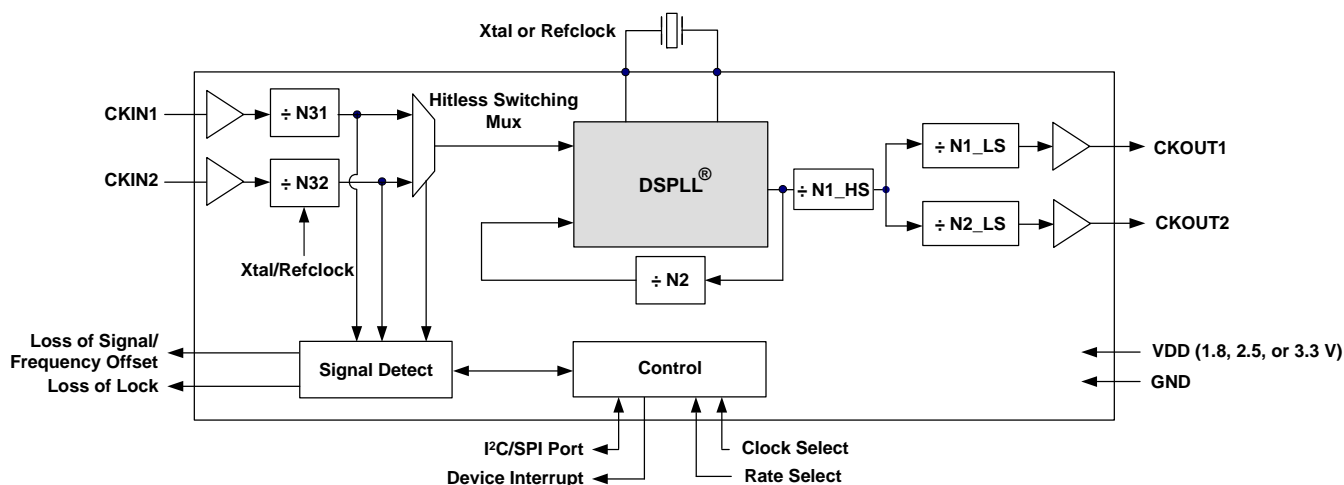 Xtal or Refclock
CKIN1
÷ N31
Hitless Switching
Mux
CKIN2
÷ N32
Xtal/Refclock
DSPLL®
÷ N2
÷ N1_HS
÷ N1_LS
CKOUT1
÷ N2_LS
CKOUT2
Loss of Signal/
Frequency Offset
Loss of Lock
Signal Detect
Control
VDD (1.8, 2.5, or 3.3 V)
GND
I²C/SPI Port
Device Interrupt
Clock Select
Rate Select